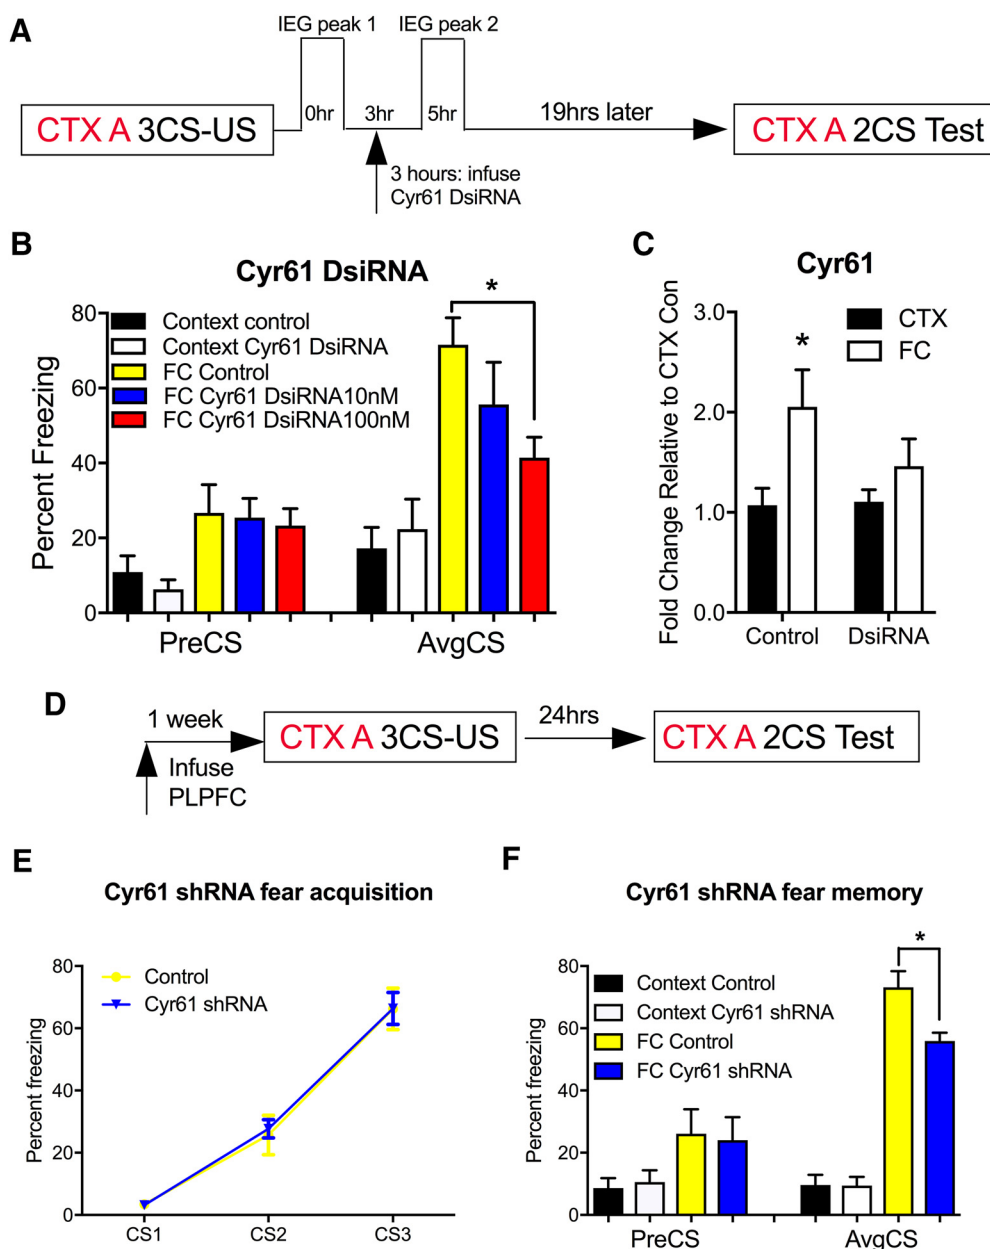 A
IEG peak 1
IEG peak 2
CTX A 3CS-US
0hr
3hr
5hr
19hrs later
CTX A 2CS Test
3 hours: infuse
Cyr61 DsiRNA
B
Cyr61 DsiRNA
*
80
60
40
20
0
Percent Freezing
Context control
Context Cyr61 DsiRNA
FC Control
FC Cyr61 DsiRNA10nM
FC Cyr61 DsiRNA100nM
PreCS
AvgCS
C
Cyr61
Fold Change Relative to CTX Con
3.0
2.0
1.0
0.0
CTX
FC
*
Control
DsiRNA
D
1 week
Infuse
PLPFC
CTX A 3CS-US
24hrs
CTX A 2CS Test
E
Cyr61 shRNA fear acquisition
Percent freezing
80
60
40
20
0
Control
Cyr61 shRNA
CS1
CS2
CS3
F
Cyr61 shRNA fear memory
*
Percent freezing
80
60
40
20
0
Context Control
Context Cyr61 shRNA
FC Control
FC Cyr61 shRNA
PreCS
AvgCS